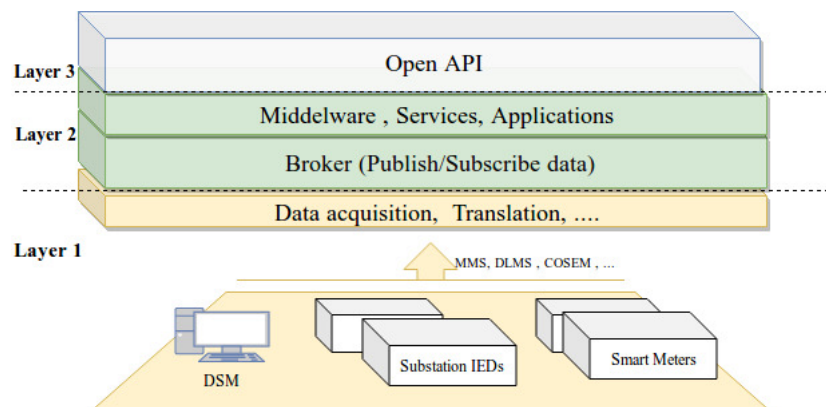 Open API
Layer 3
Middelware , Services, Applications
Layer 2
Broker (Publish/Subscribe data)
Data acquisition, Translation, ....
Layer 1
MMS, DLMS , COSEM , ...
Substation IEDs
Smart Meters
DSM